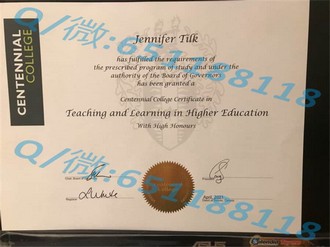 CENTENNIAL
COLLEGE
Jennifer Tilk
has fulfilled the requirements of
the prescribed program of study and under the
authority of the Board of Governors
has been granted a
Centennial College Certificate in
Teaching and Learning in Higher Education
With High Honours
Q/微:651188118
Q/微:651188118